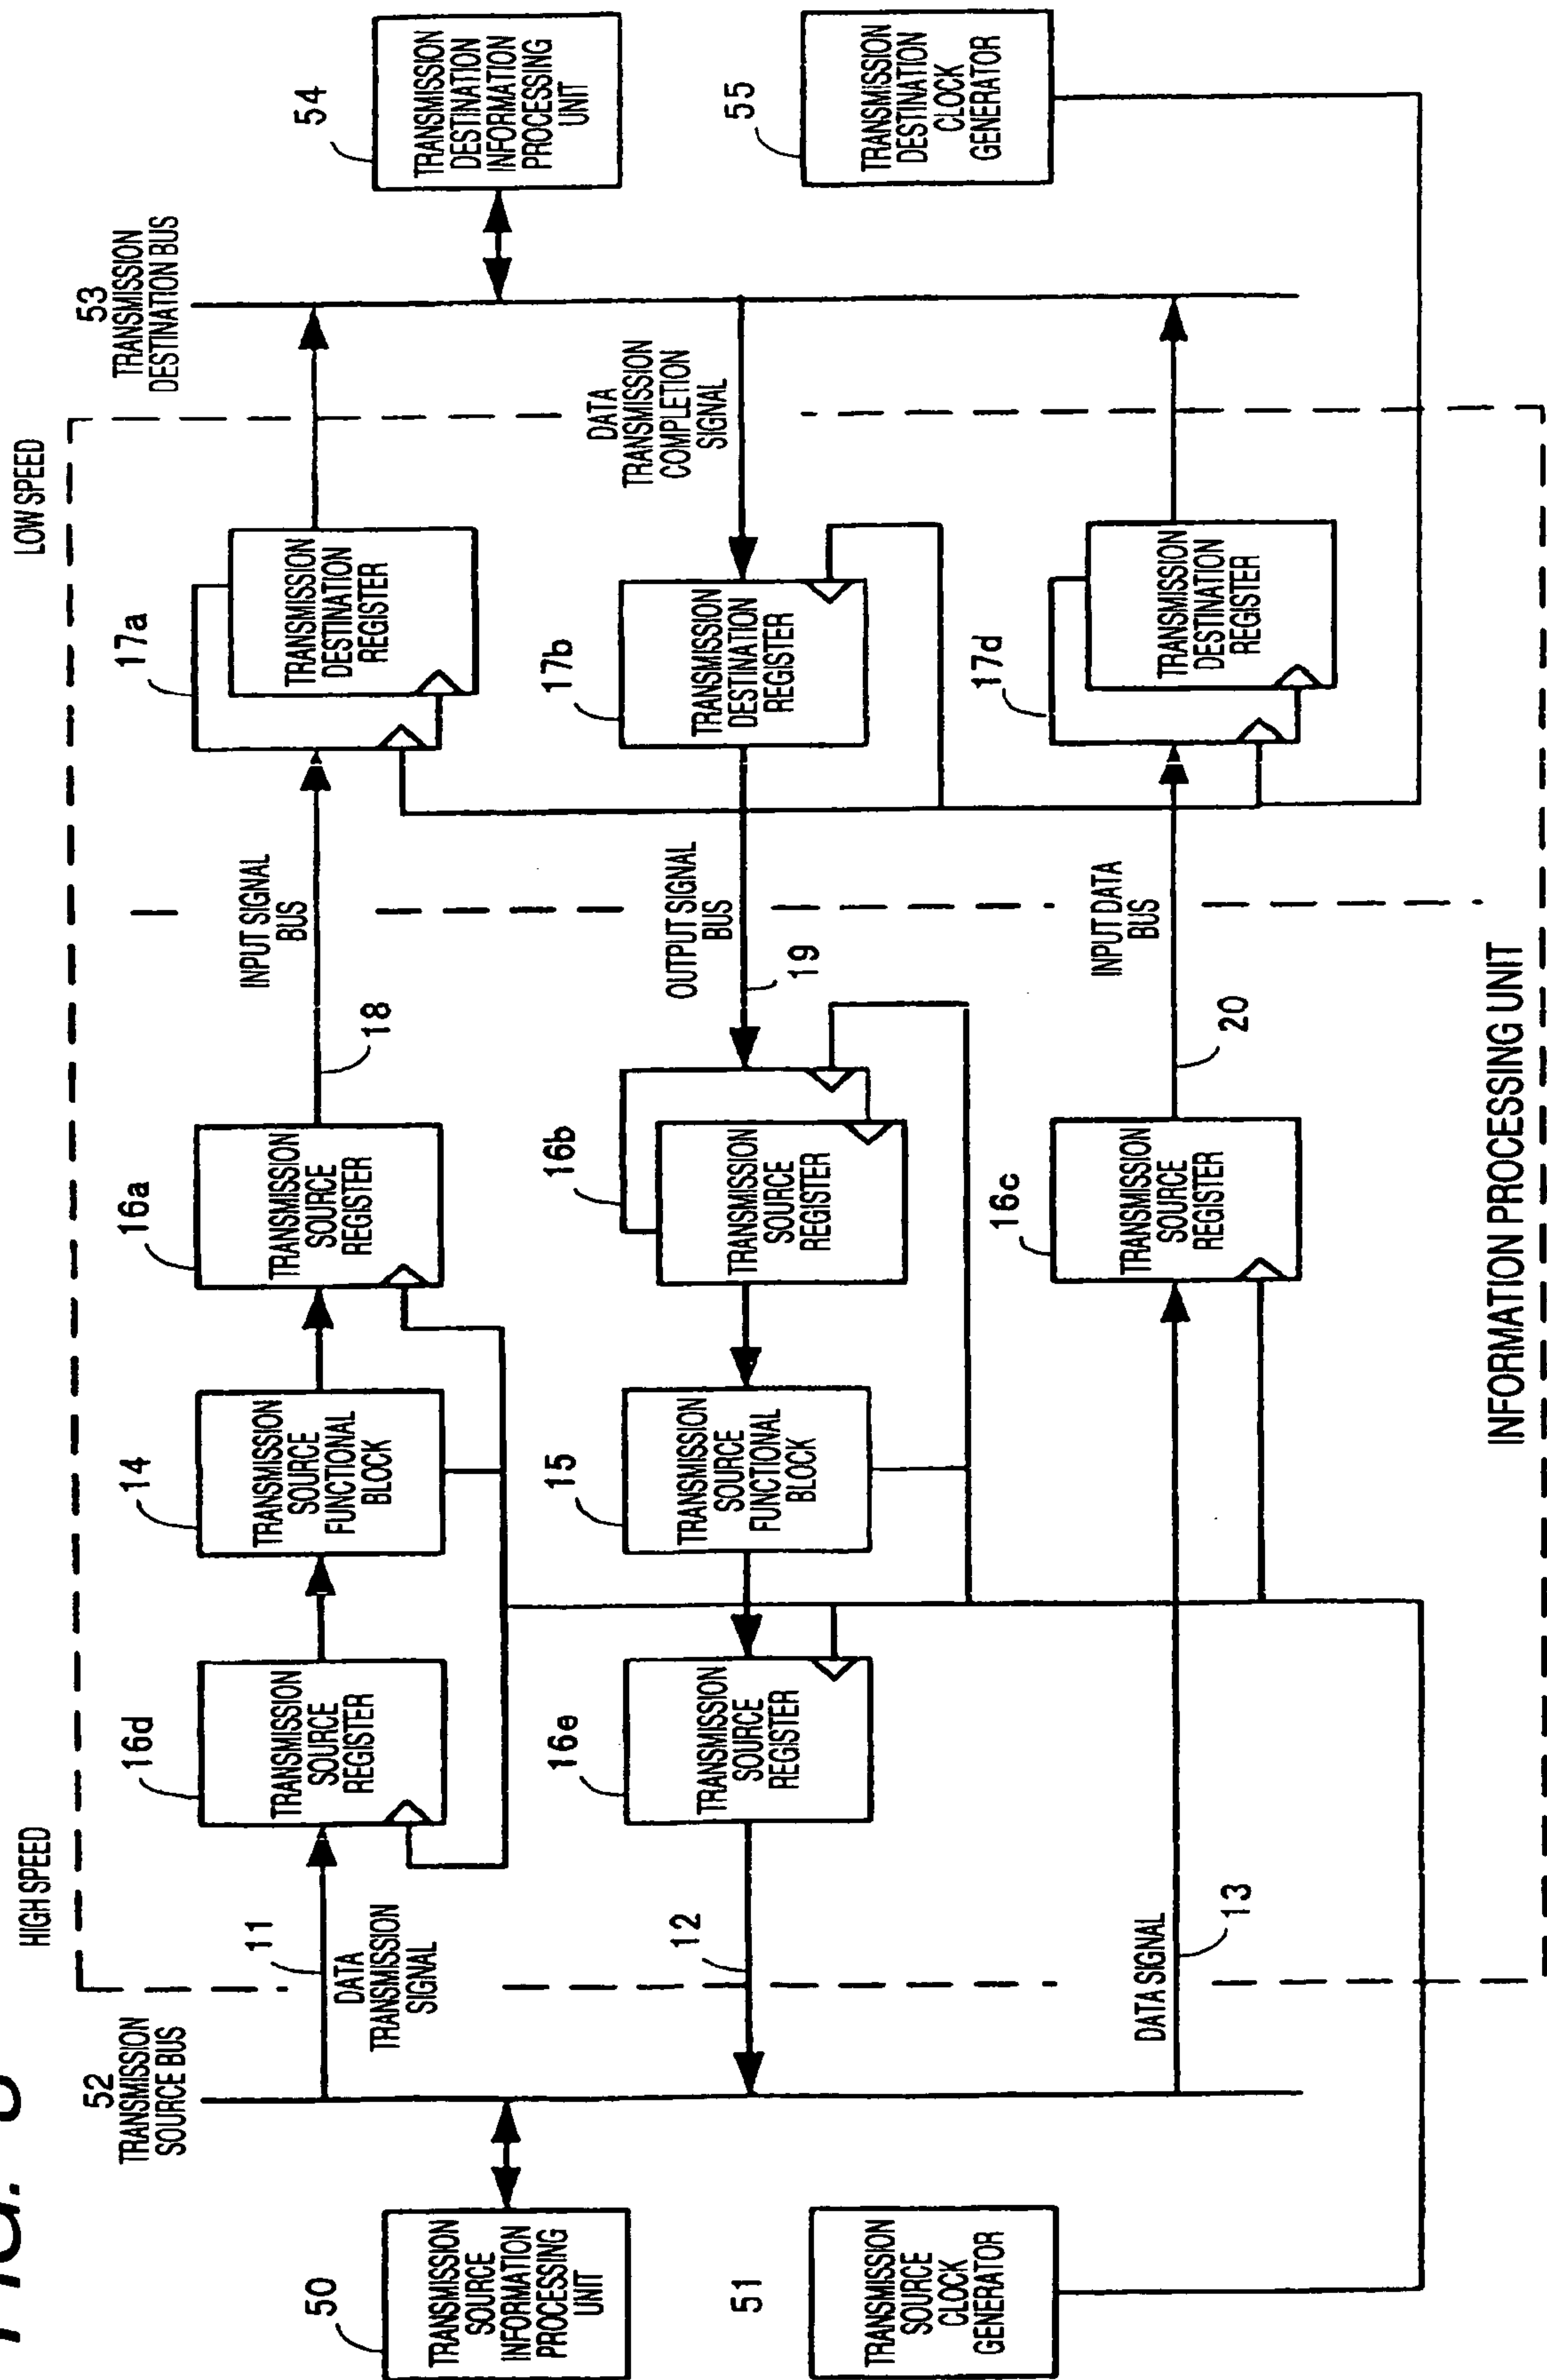 HIGH SPEED
LOW SPEED
52
TRANSMISSION
SOURCE BUS
53
TRANSMISSION
DESTINATION BUS
50
TRANSMISSION
SOURCE
INFORMATION
PROCESSING
UNIT
51
TRANSMISSION
SOURCE
CLOCK
GENERATOR
11
DATA
TRANSMISSION
SIGNAL
16d
TRANSMISSION
SOURCE
REGISTER
14
TRANSMISSION
SOURCE
FUNCTIONAL
BLOCK
16a
TRANSMISSION
SOURCE
REGISTER
18
INPUT SIGNAL
BUS
17a
TRANSMISSION
DESTINATION
REGISTER
12
16e
TRANSMISSION
SOURCE
REGISTER
15
TRANSMISSION
SOURCE
FUNCTIONAL
BLOCK
16b
TRANSMISSION
SOURCE
REGISTER
19
OUTPUT SIGNAL
BUS
17b
TRANSMISSION
DESTINATION
REGISTER
DATA
TRANSMISSION
COMPLETION
SIGNAL
DATA SIGNAL
13
16c
TRANSMISSION
SOURCE
REGISTER
20
INPUT DATA
BUS
17d
TRANSMISSION
DESTINATION
REGISTER
54
TRANSMISSION
DESTINATION
INFORMATION
PROCESSING
UNIT
55
TRANSMISSION
DESTINATION
CLOCK
GENERATOR
INFORMATION PROCESSING UNIT